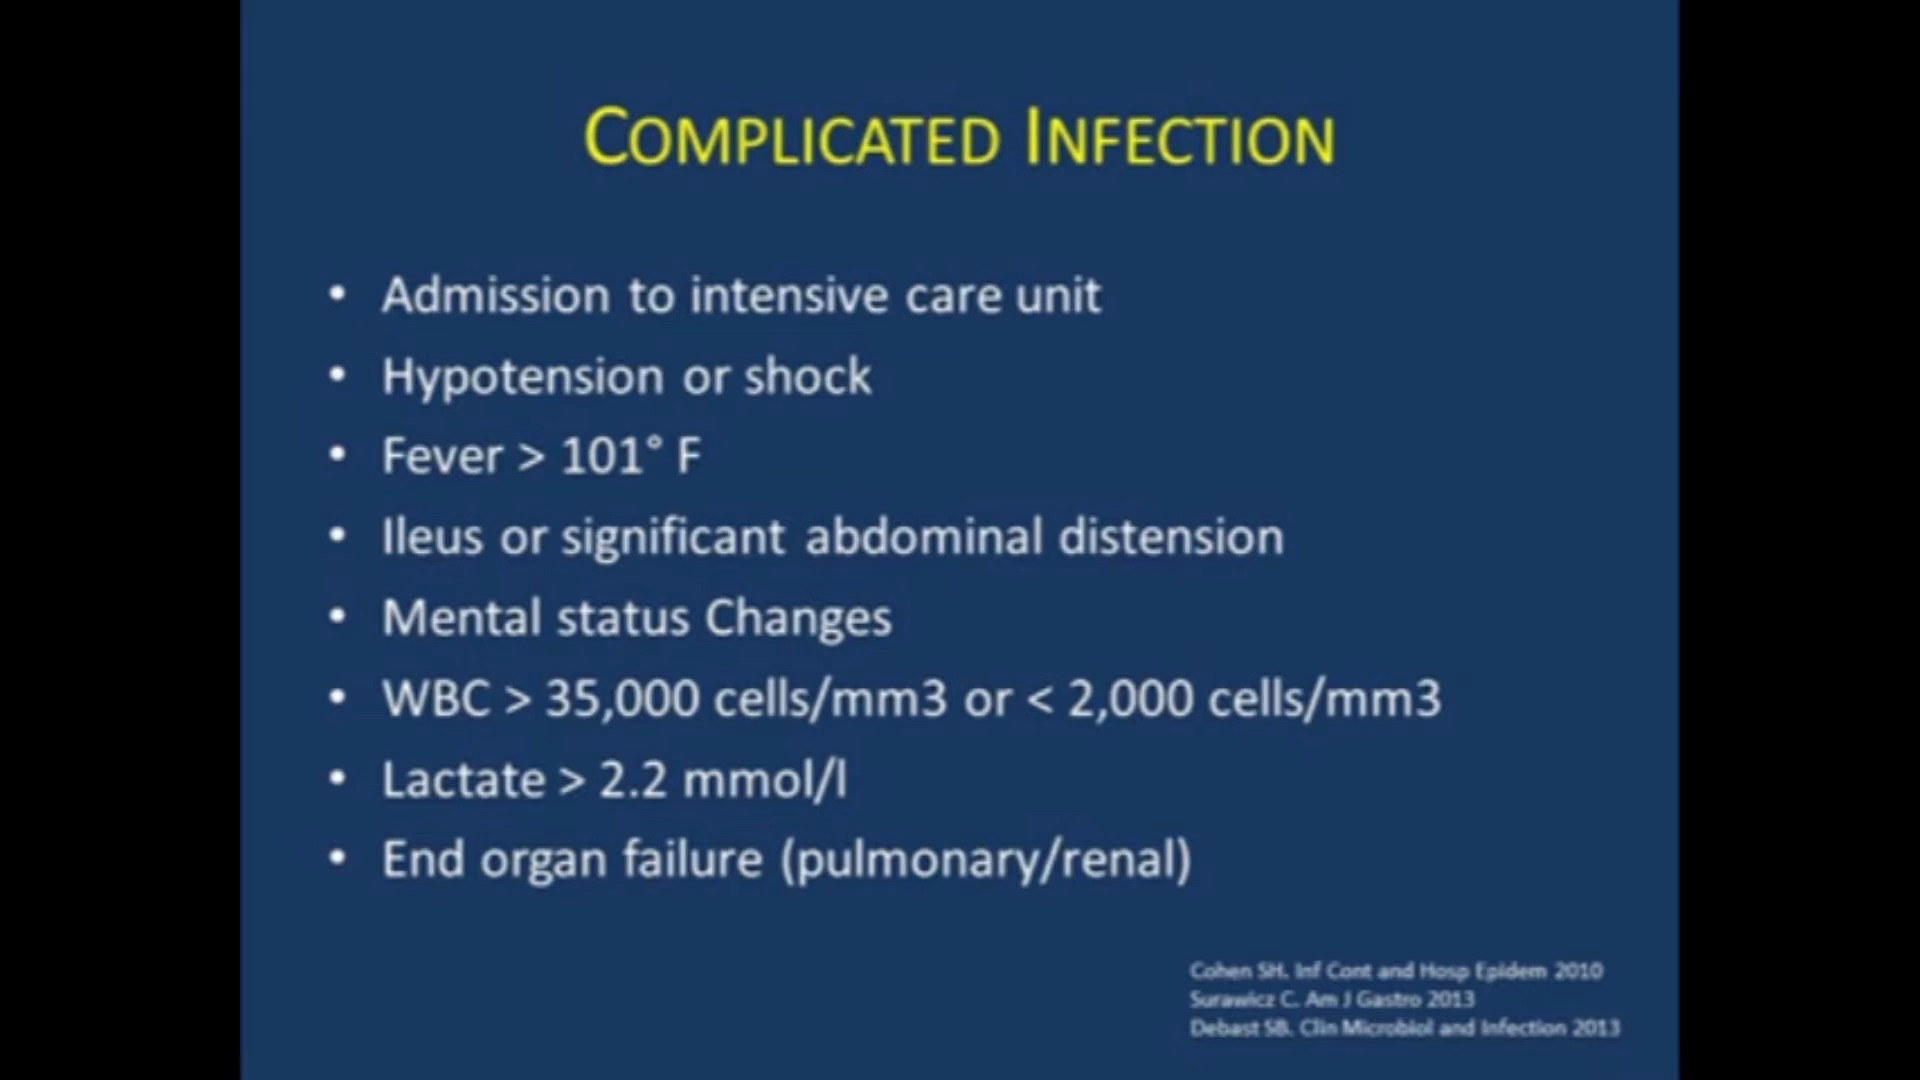 COMPLICATED INFECTION
• Admission to intensive care unit
• Hypotension or shock
• Fever > 101° F
• Ileus or significant abdominal distension
• Mental status Changes
• WBC > 35,000 cells/mm3 or < 2,000 cells/mm3
• Lactate > 2.2 mmol/l
• End organ failure (pulmonary/renal)
Cohen SH. Inf Cont and Hosp Epidem 2010
Surawicz C. Am J Gastro 2013
Debast SB. Clin Microbiol and Infection 2013